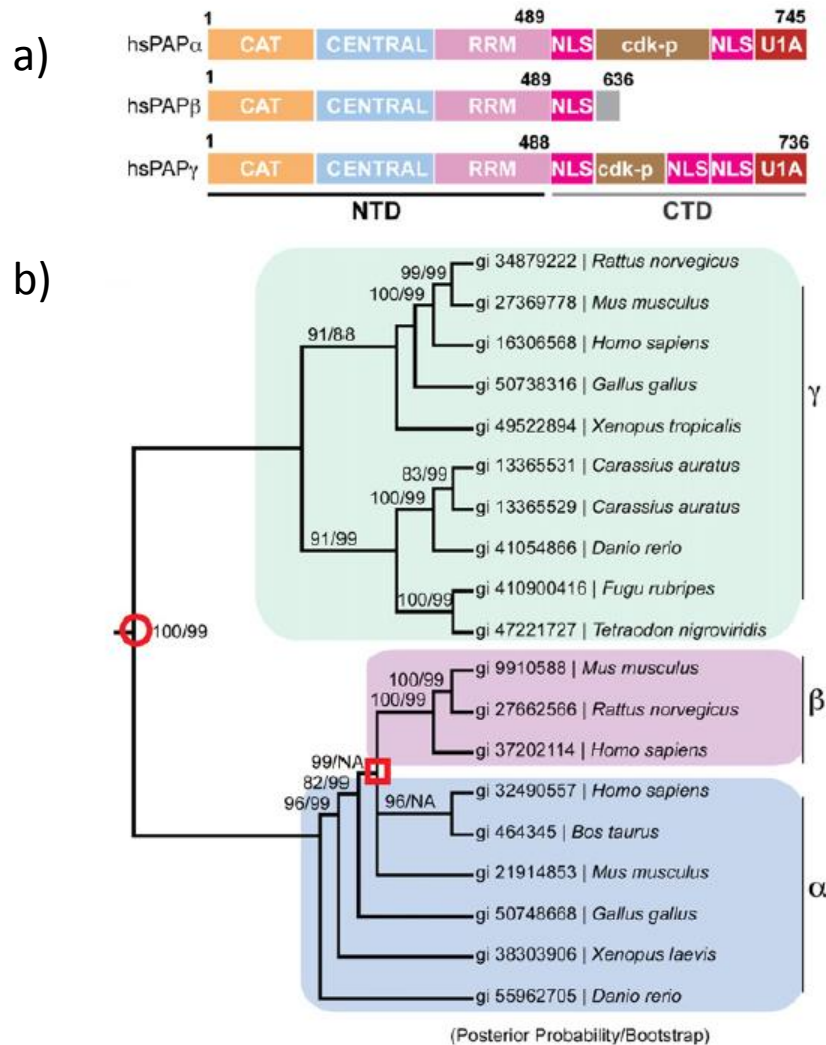 a)
1 489 745
hsPAPα CAT CENTRAL RRM NLS cdk-p NLS U1A
1 489 636
hsPAPβ CAT CENTRAL RRM NLS
1 488 736
hsPAPγ CAT CENTRAL RRM NLS cdk-p NLS NLS U1A
NTD CTD
b)
99/99 gi 34879222 | Rattus norvegicus
100/99 gi 27369778 | Mus musculus
91/88 gi 16306568 | Homo sapiens
gi 50738316 | Gallus gallus
γ
gi 49522894 | Xenopus tropicalis
83/99 gi 13365531 | Carassius auratus
100/99 gi 13365529 | Carassius auratus
91/99 gi 41054866 | Danio rerio
100/99 gi 410900416 | Fugu rubripes
100/99 gi 47221727 | Tetraodon nigroviridis
100/99 gi 9910588 | Mus musculus
100/99 gi 27662566 | Rattus norvegicus
β
gi 37202114 | Homo sapiens
99/NA
82/99 gi 32490557 | Homo sapiens
96/99 96/NA gi 464345 | Bos taurus
gi 21914853 | Mus musculus
α
gi 50748668 | Gallus gallus
gi 38303906 | Xenopus laevis
gi 55962705 | Danio rerio
(Posterior Probability/Bootstrap)